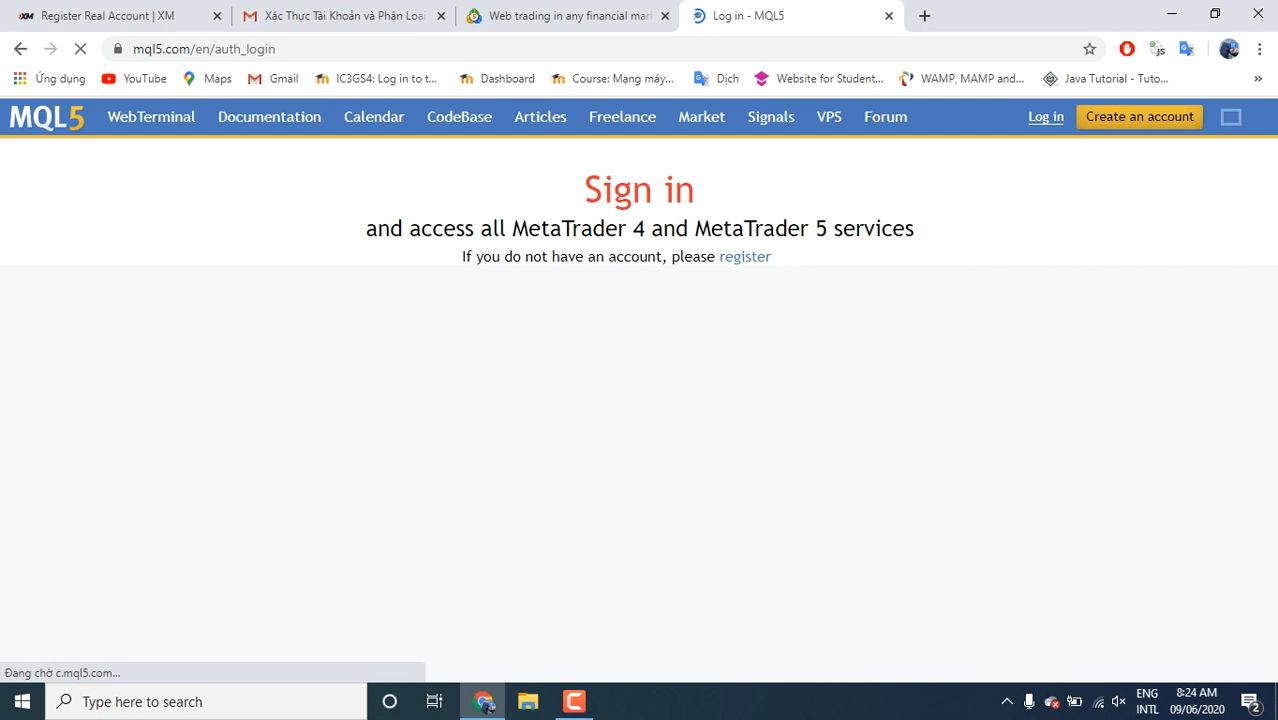 Register Real Account | XM
Xác Thực Tài Khoản và Phân Loại
Web trading in any financial mar
Log in - MQL5
mql5.com/en/auth_login
Ứng dụng YouTube Maps Gmail IC3GS4: Log in to t... Dashboard Course: Mạng máy... Dịch Website for Student... WAMP, MAMP and... Java Tutorial - Tuto... »
MQL5 WebTerminal Documentation Calendar CodeBase Articles Freelance Market Signals VPS Forum Log in Create an account
Sign in
and access all MetaTrader 4 and MetaTrader 5 services
If you do not have an account, please register
Đang chờ c.mql5.com...
Type here to search
ENG
INTL
8:24 AM
09/06/2020
2